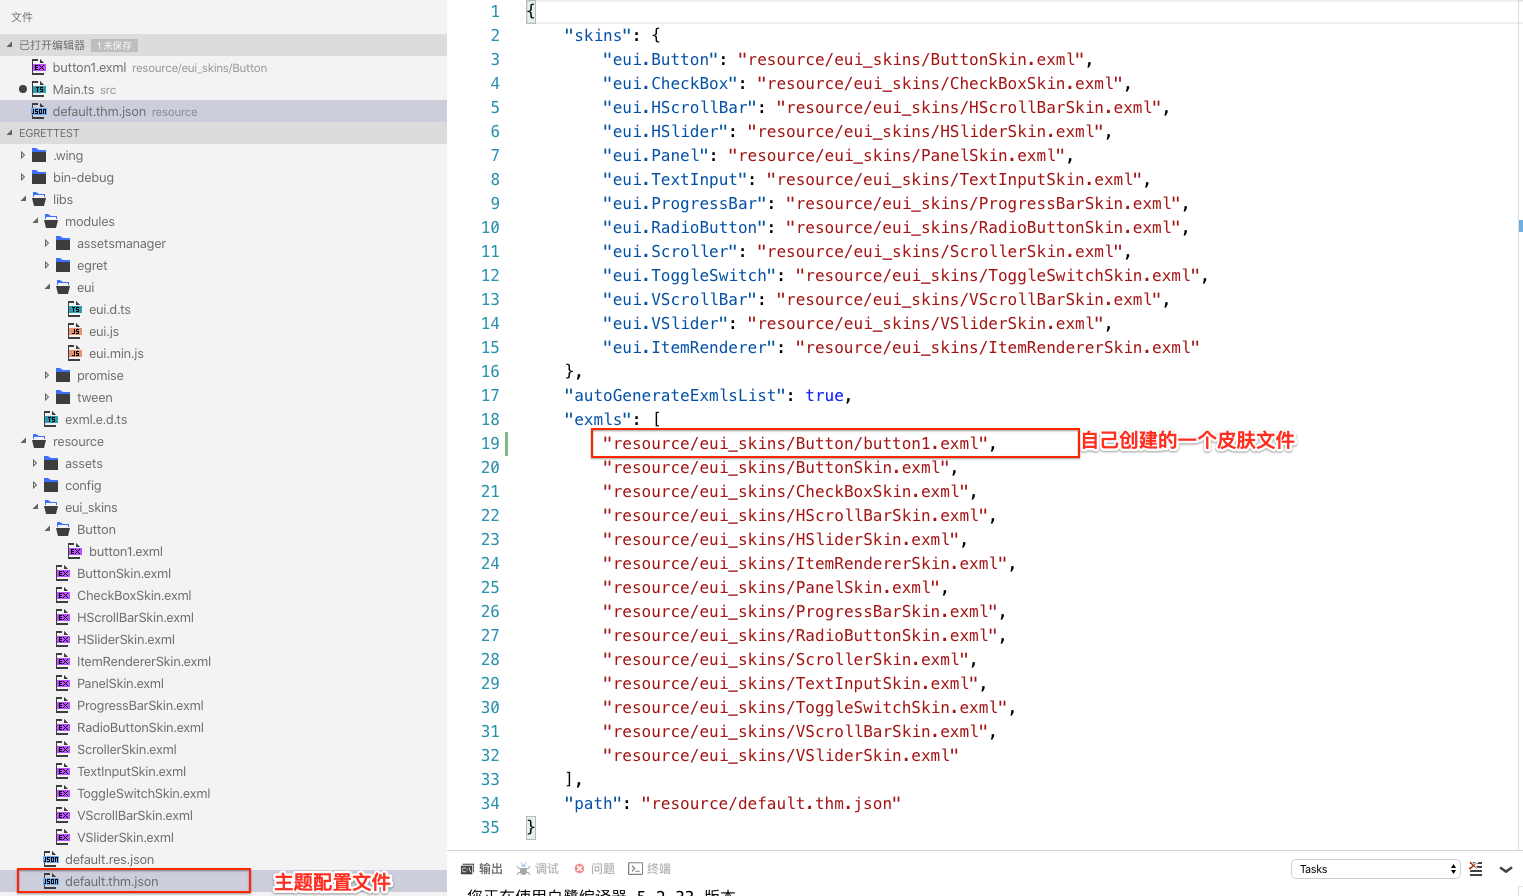 文件
已打开编辑器 1 未保存
button1.exml resource/eui_skins/Button
Main.ts src
default.thm.json resource
EGRETTEST
.wing
bin-debug
libs
modules
assetsmanager
egret
eui
eui.d.ts
eui.js
eui.min.js
promise
tween
exml.e.d.ts
resource
assets
config
eui_skins
Button
button1.exml
ButtonSkin.exml
CheckBoxSkin.exml
HScrollBarSkin.exml
HSliderSkin.exml
ItemRendererSkin.exml
PanelSkin.exml
ProgressBarSkin.exml
RadioButtonSkin.exml
ScrollerSkin.exml
TextInputSkin.exml
ToggleSwitchSkin.exml
VScrollBarSkin.exml
VSliderSkin.exml
default.res.json
default.thm.json 主题配置文件
1 {
2 "skins": {
3 "eui.Button": "resource/eui_skins/ButtonSkin.exml",
4 "eui.CheckBox": "resource/eui_skins/CheckBoxSkin.exml",
5 "eui.HScrollBar": "resource/eui_skins/HScrollBarSkin.exml",
6 "eui.HSlider": "resource/eui_skins/HSliderSkin.exml",
7 "eui.Panel": "resource/eui_skins/PanelSkin.exml",
8 "eui.TextInput": "resource/eui_skins/TextInputSkin.exml",
9 "eui.ProgressBar": "resource/eui_skins/ProgressBarSkin.exml",
10 "eui.RadioButton": "resource/eui_skins/RadioButtonSkin.exml",
11 "eui.Scroller": "resource/eui_skins/ScrollerSkin.exml",
12 "eui.ToggleSwitch": "resource/eui_skins/ToggleSwitchSkin.exml",
13 "eui.VScrollBar": "resource/eui_skins/VScrollBarSkin.exml",
14 "eui.VSlider": "resource/eui_skins/VSliderSkin.exml",
15 "eui.ItemRenderer": "resource/eui_skins/ItemRendererSkin.exml"
16 },
17 "autoGenerateExmlsList": true,
18 "exmls": [
19 "resource/eui_skins/Button/button1.exml", 自己创建的一个皮肤文件
20 "resource/eui_skins/ButtonSkin.exml",
21 "resource/eui_skins/CheckBoxSkin.exml",
22 "resource/eui_skins/HScrollBarSkin.exml",
23 "resource/eui_skins/HSliderSkin.exml",
24 "resource/eui_skins/ItemRendererSkin.exml",
25 "resource/eui_skins/PanelSkin.exml",
26 "resource/eui_skins/ProgressBarSkin.exml",
27 "resource/eui_skins/RadioButtonSkin.exml",
28 "resource/eui_skins/ScrollerSkin.exml",
29 "resource/eui_skins/TextInputSkin.exml",
30 "resource/eui_skins/ToggleSwitchSkin.exml",
31 "resource/eui_skins/VScrollBarSkin.exml",
32 "resource/eui_skins/VSliderSkin.exml"
33 ],
34 "path": "resource/default.thm.json"
35 }
输出 调试 问题 终端 Tasks
您正在使用白鹭编译器 5.2.33 版本